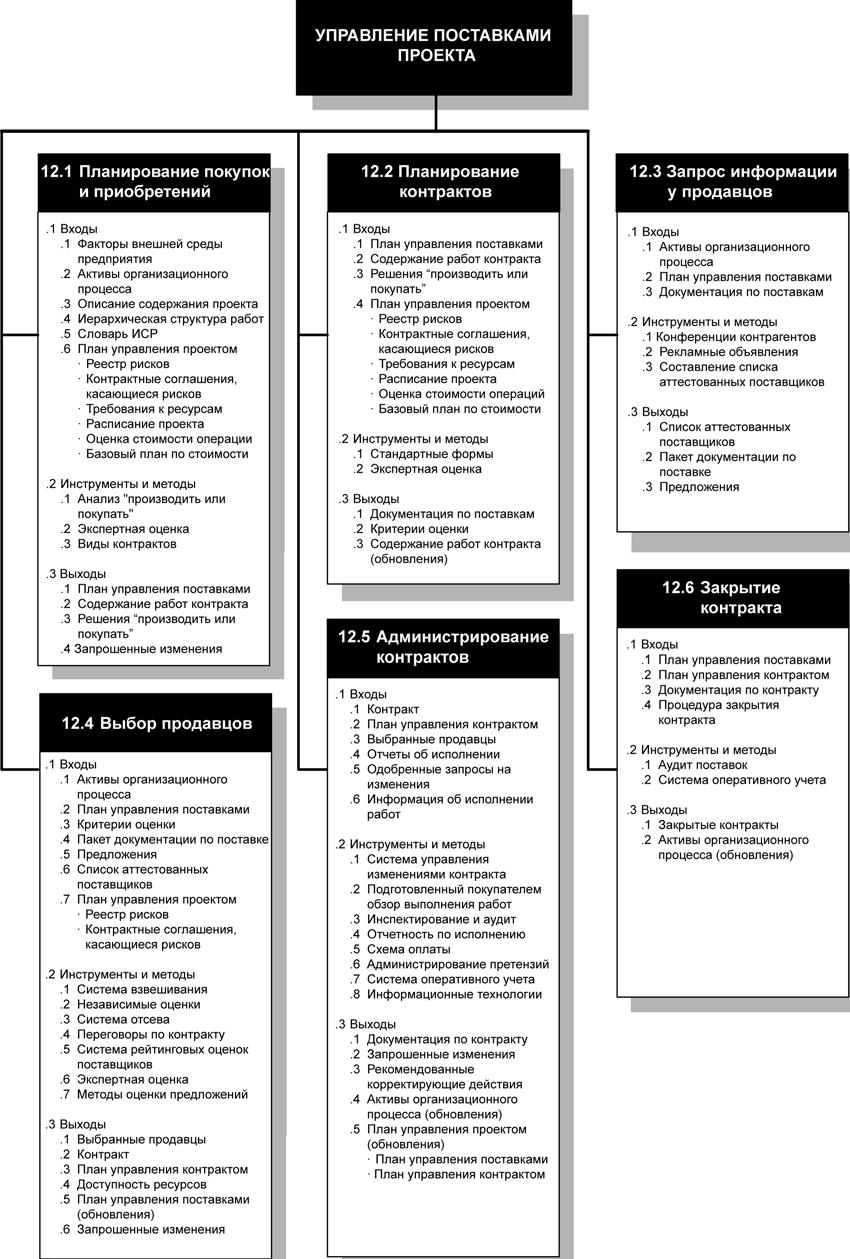 УПРАВЛЕНИЕ ПОСТАВКАМИ
ПРОЕКТА
12.1 Планирование покупок
и приобретений
.1 Входы
.1 Факторы внешней среды
предприятия
.2 Активы организационного
процесса
.3 Описание содержания проекта
.4 Иерархическая структура работ
.5 Словарь ИСР
.6 План управления проектом
· Реестр рисков
· Контрактные соглашения,
касающиеся рисков
· Требования к ресурсам
· Расписание проекта
· Оценка стоимости операции
· Базовый план по стоимости
.2 Инструменты и методы
.1 Анализ "производить или
покупать"
.2 Экспертная оценка
.3 Виды контрактов
.3 Выходы
.1 План управления поставками
.2 Содержание работ контракта
.3 Решения “производить или
покупать”
.4 Запрошенные изменения
12.2 Планирование
контрактов
.1 Входы
.1 План управления поставками
.2 Содержание работ контракта
.3 Решения “производить или
покупать”
.4 План управления проектом
· Реестр рисков
· Контрактные соглашения,
касающиеся рисков
· Требования к ресурсам
· Расписание проекта
· Оценка стоимости операций
· Базовый план по стоимости
.2 Инструменты и методы
.1 Стандартные формы
.2 Экспертная оценка
.3 Выходы
.1 Документация по поставкам
.2 Критерии оценки
.3 Содержание работ контракта
(обновления)
12.3 Запрос информации
у продавцов
.1 Входы
.1 Активы организационного
процесса
.2 План управления поставками
.3 Документация по поставкам
.2 Инструменты и методы
.1 Конференции контрагентов
.2 Рекламные объявления
.3 Составление списка
аттестованных поставщиков
.3 Выходы
.1 Список аттестованных
поставщиков
.2 Пакет документации по
поставке
.3 Предложения
12.4 Выбор продавцов
.1 Входы
.1 Активы организационного
процесса
.2 План управления поставками
.3 Критерии оценки
.4 Пакет документации по поставке
.5 Предложения
.6 Список аттестованных
поставщиков
.7 План управления проектом
· Реестр рисков
· Контрактные соглашения,
касающиеся рисков
.2 Инструменты и методы
.1 Система взвешивания
.2 Независимые оценки
.3 Система отсева
.4 Переговоры по контракту
.5 Система рейтинговых оценок
поставщиков
.6 Экспертная оценка
.7 Методы оценки предложений
.3 Выходы
.1 Выбранные продавцы
.2 Контракт
.3 План управления контрактом
.4 Доступность ресурсов
.5 План управления поставками
(обновления)
.6 Запрошенные изменения
12.5 Администрирование
контрактов
.1 Входы
.1 Контракт
.2 План управления контрактом
.3 Выбранные продавцы
.4 Отчеты об исполнении
.5 Одобренные запросы на
изменения
.6 Информация об исполнении
работ
.2 Инструменты и методы
.1 Система управления
изменениями контракта
.2 Подготовленный покупателем
обзор выполнения работ
.3 Инспектирование и аудит
.4 Отчетность по исполнению
.5 Схема оплаты
.6 Администрирование претензий
.7 Система оперативного учета
.8 Информационные технологии
.3 Выходы
.1 Документация по контракту
.2 Запрошенные изменения
.3 Рекомендованные
корректирующие действия
.4 Активы организационного
процесса (обновления)
.5 План управления проектом
(обновления)
· План управления поставками
· План управления контрактом
12.6 Закрытие
контракта
.1 Входы
.1 План управления поставками
.2 План управления контрактом
.3 Документация по контракту
.4 Процедура закрытия
контракта
.2 Инструменты и методы
.1 Аудит поставок
.2 Система оперативного учета
.3 Выходы
.1 Закрытые контракты
.2 Активы организационного
процесса (обновления)